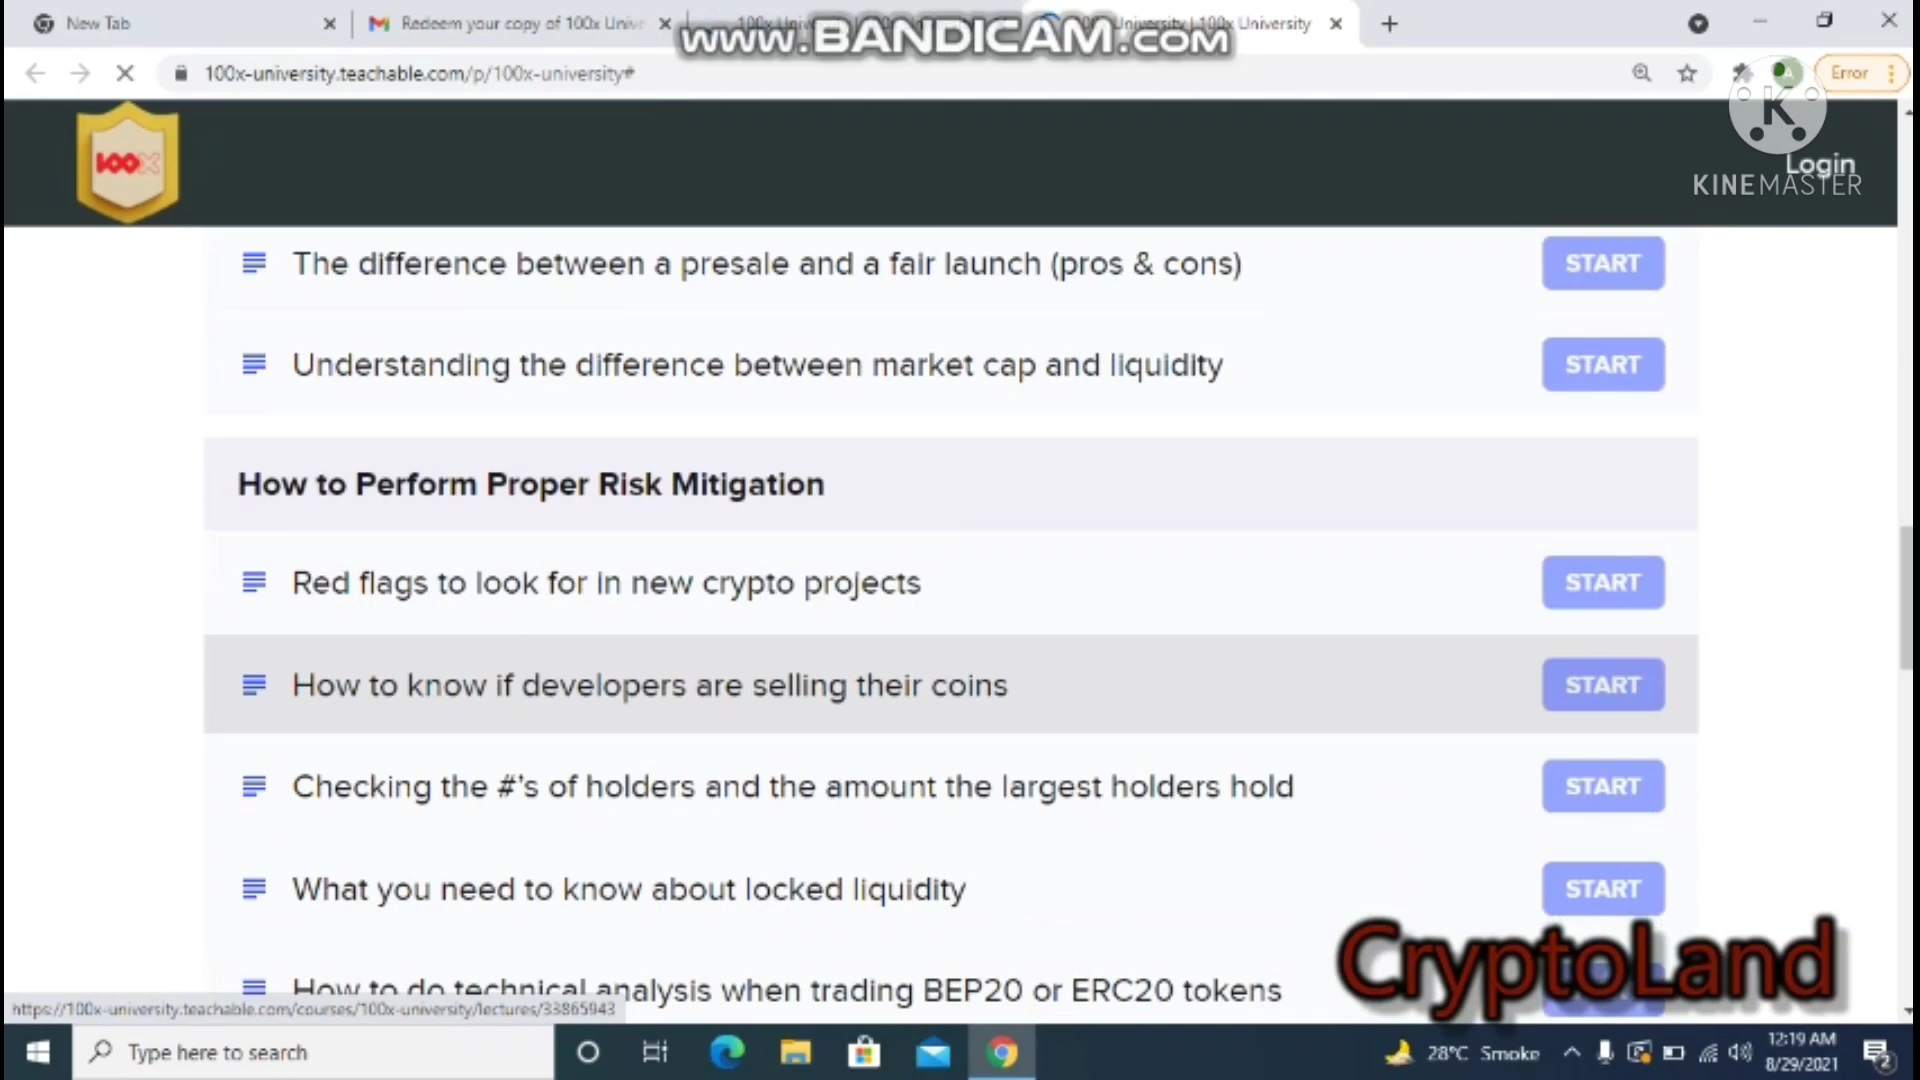 New Tab
Redeem your copy of 100x Unive
University | 100x University
www.BANDICAM.com
100x-university.teachable.com/p/100x-university#
Error
100X
Login
K
KINEMASTER
The difference between a presale and a fair launch (pros & cons)
START
Understanding the difference between market cap and liquidity
START
How to Perform Proper Risk Mitigation
Red flags to look for in new crypto projects
START
How to know if developers are selling their coins
START
Checking the #'s of holders and the amount the largest holders hold
START
What you need to know about locked liquidity
START
How to do technical analysis when trading BEP20 or ERC20 tokens
CryptoLand
https://100x-university.teachable.com/courses/100x-university/lectures/33865943
Type here to search
28°C Smoke
12:19 AM
8/29/2021
2